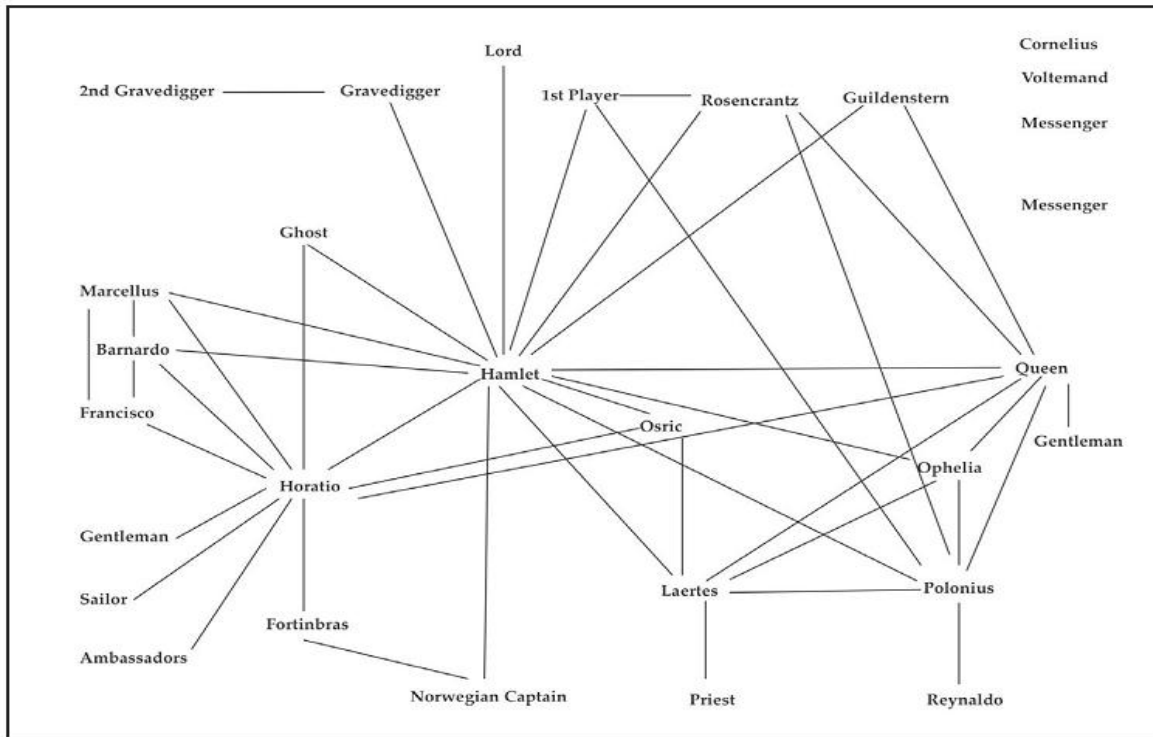 Lord
Cornelius
Voltemand
2nd Gravedigger
Gravedigger
1st Player
Rosencrantz
Guildenstern
Messenger
Messenger
Ghost
Marcellus
Barnardo
Hamlet
Queen
Francisco
Osric
Gentleman
Ophelia
Horatio
Gentleman
Laertes
Polonius
Sailor
Fortinbras
Ambassadors
Norwegian Captain
Priest
Reynaldo